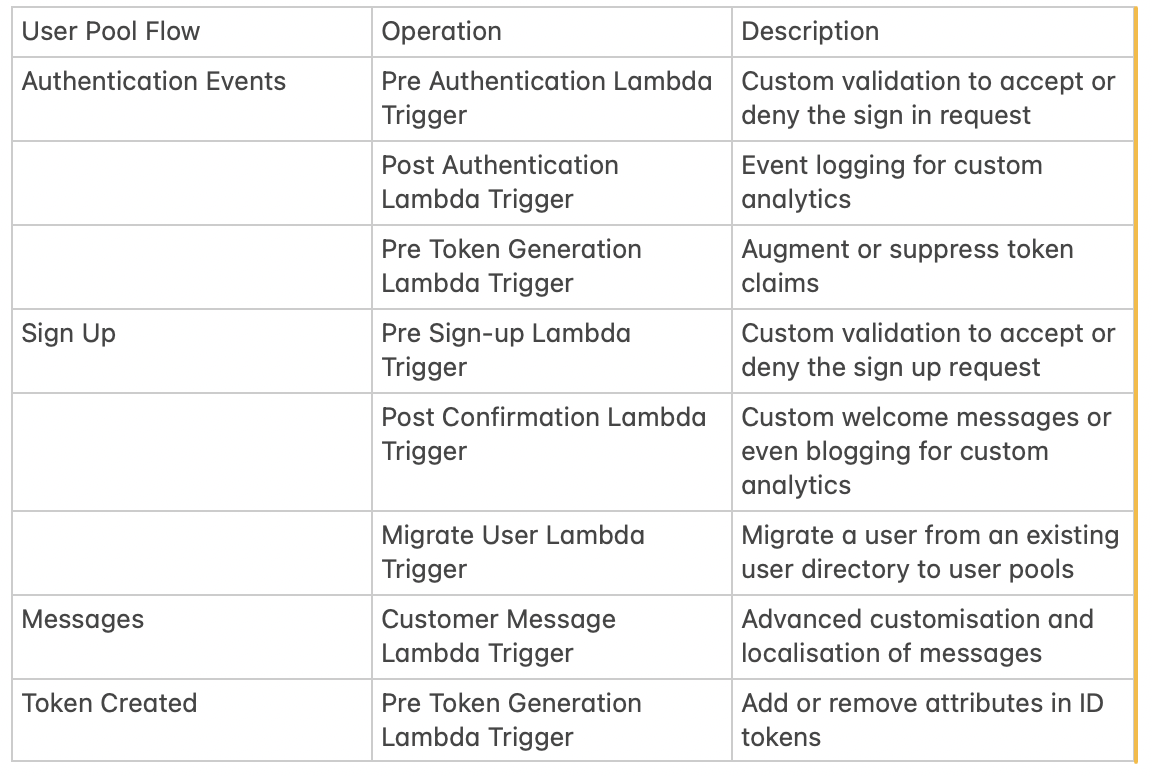 User Pool Flow
Operation
Description
Authentication Events
Pre Authentication Lambda
Trigger
Custom validation to accept or
deny the sign in request
Post Authentication
Lambda Trigger
Event logging for custom
analytics
Pre Token Generation
Lambda Trigger
Augment or suppress token
claims
Sign Up
Pre Sign-up Lambda
Trigger
Custom validation to accept or
deny the sign up request
Post Confirmation Lambda
Trigger
Custom welcome messages or
even blogging for custom
analytics
Migrate User Lambda
Trigger
Migrate a user from an existing
user directory to user pools
Messages
Customer Message
Lambda Trigger
Advanced customisation and
localisation of messages
Token Created
Pre Token Generation
Lambda Trigger
Add or remove attributes in ID
tokens